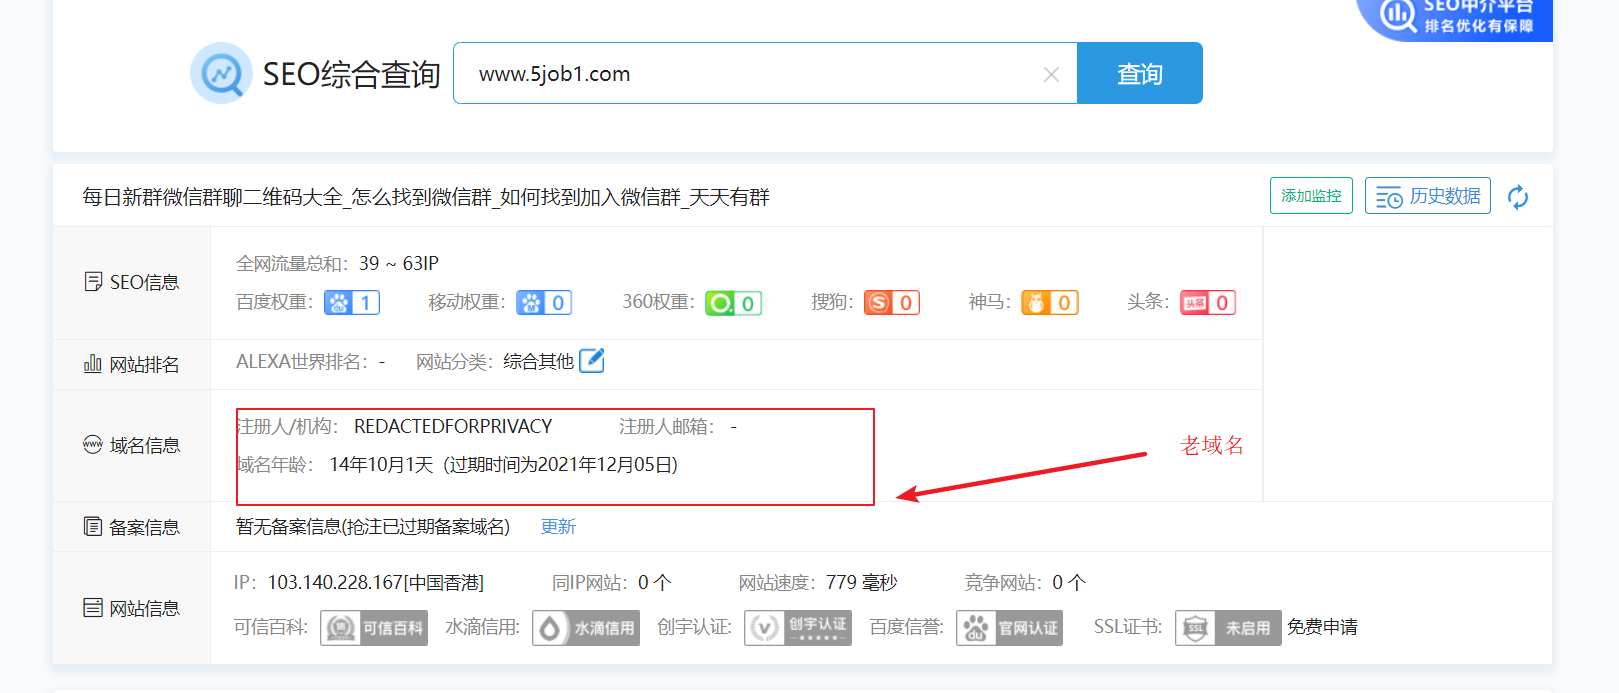 SEO中介平台
排名优化有保障
SEO综合查询 www.5job1.com 查询
每日新群微信群聊二维码大全_怎么找到微信群_如何找到加入微信群_天天有群 添加监控 历史数据
SEO信息
全网流量总和: 39 ~ 63IP
百度权重: 1 移动权重: 0 360权重: 0 搜狗: 0 神马: 0 头条: 头条 0
网站排名 ALEXA世界排名: - 网站分类: 综合其他
域名信息
注册人/机构: REDACTEDFORPRIVACY 注册人邮箱: -
域名年龄: 14年10月1天 (过期时间为2021年12月05日)
老域名
备案信息 暂无备案信息(抢注已过期备案域名) 更新
网站信息
IP: 103.140.228.167[中国香港] 同IP网站: 0 个 网站速度: 779 毫秒 竞争网站: 0 个
可信百科: 可信百科 水滴信用: 水滴信用 创宇认证: 创宇认证 百度信誉: du 官网认证 SSL证书: SSL 未启用 免费申请